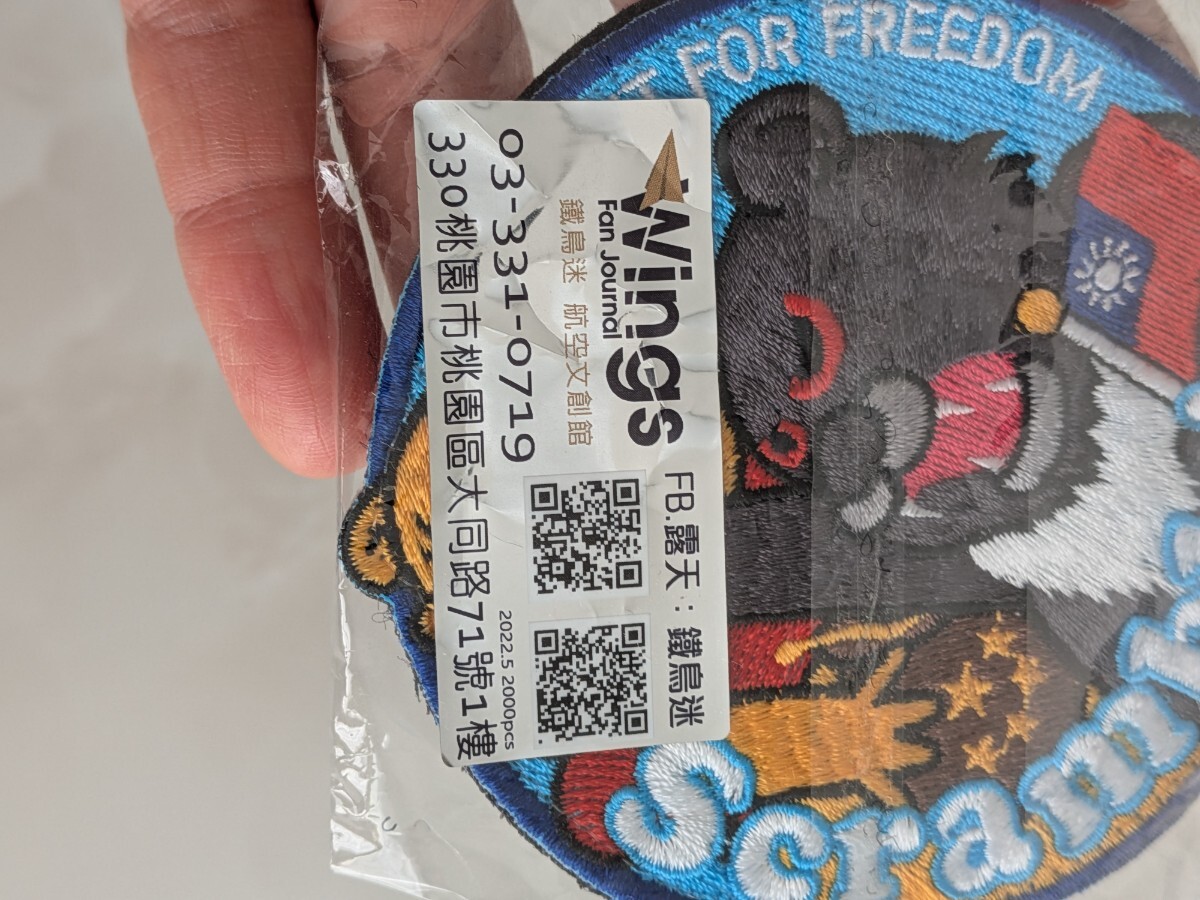 FOR FREEDOM
Wings
Fan Journal
鐵鳥迷 航空文創館
FB.露天：鐵鳥迷
03-331-0719
2022.5 2000pcs
330桃園市桃園區大同路71號1樓